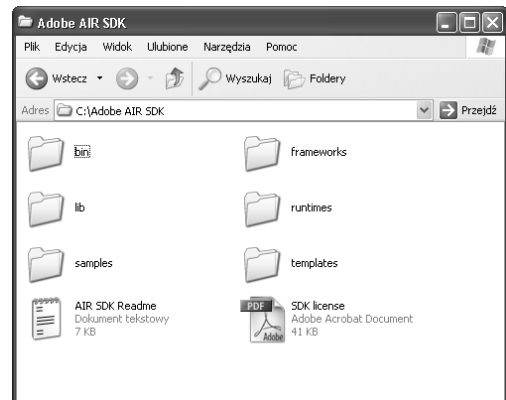 Adobe AIR SDK
Plik Edycja Widok Ulubione Narzędzia Pomoc
Wstecz Wyszukaj Foldery
Adres C:\Adobe AIR SDK Przejdź
bin frameworks
lib runtimes
samples templates
AIR SDK Readme
Dokument tekstowy
7 KB
PDF
Adobe
SDK license
Adobe Acrobat Document
41 KB